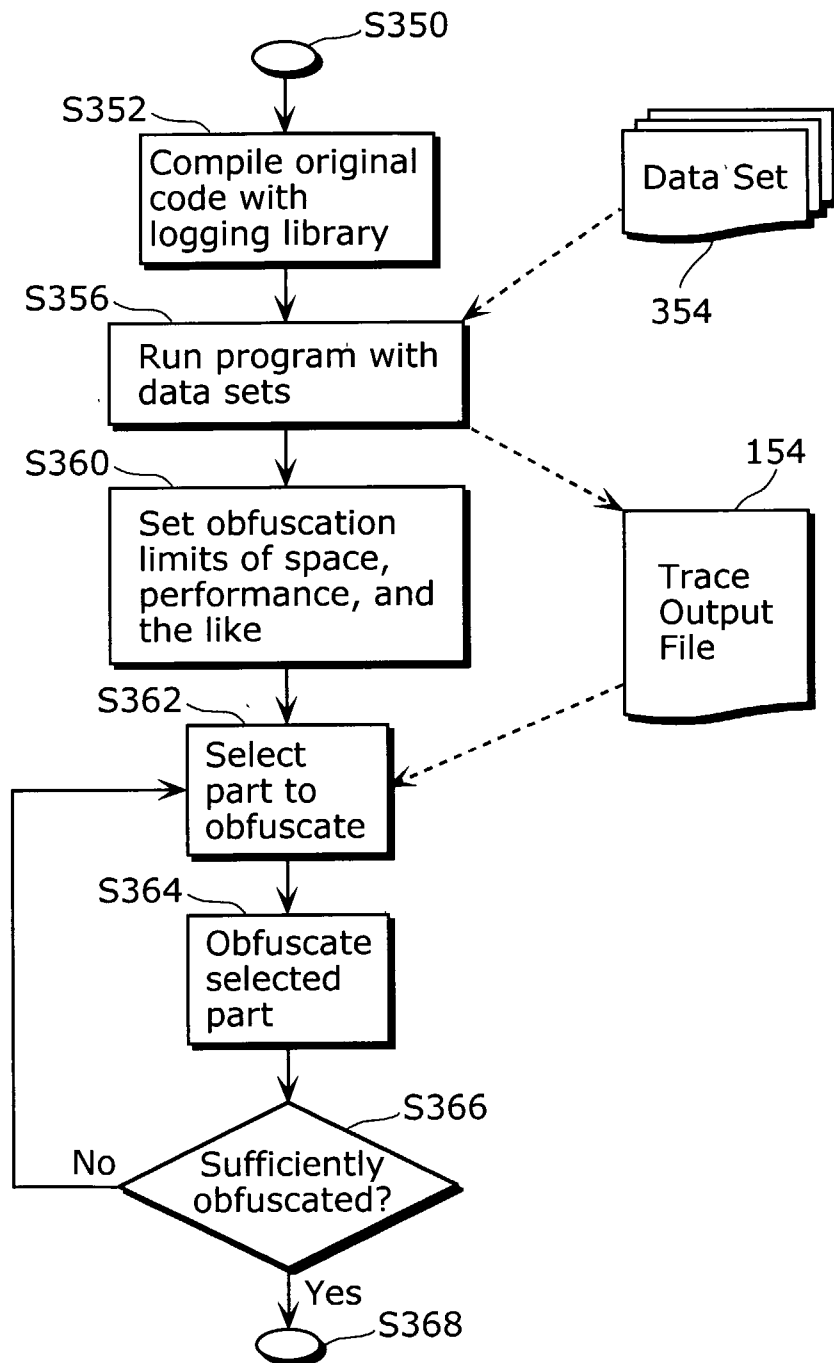 S350
S352
Compile original
code with
logging library
Data Set
354
S356
Run program with
data sets
S360
Set obfuscation
limits of space,
performance, and
the like
154
Trace
Output
File
S362
Select
part to
obfuscate
S364
Obfuscate
selected
part
S366
Sufficiently
obfuscated?
No
Yes
S368